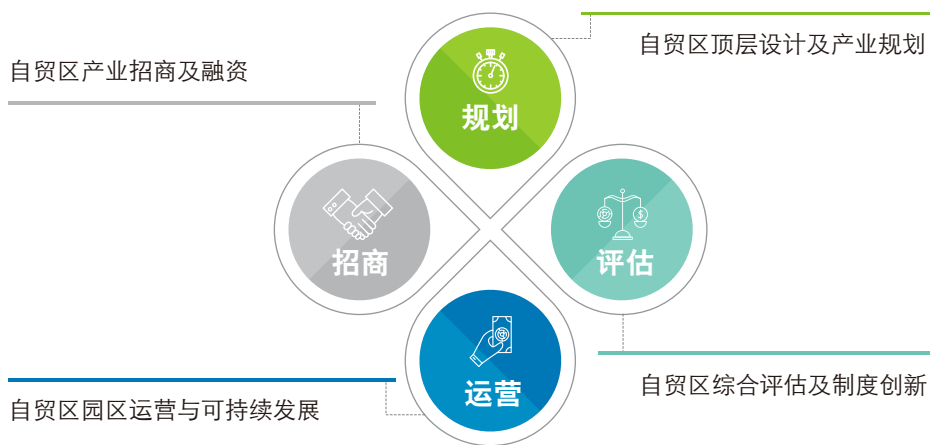 自贸区顶层设计及产业规划
自贸区产业招商及融资
规划
招商
评估
$
运营
自贸区综合评估及制度创新
自贸区园区运营与可持续发展